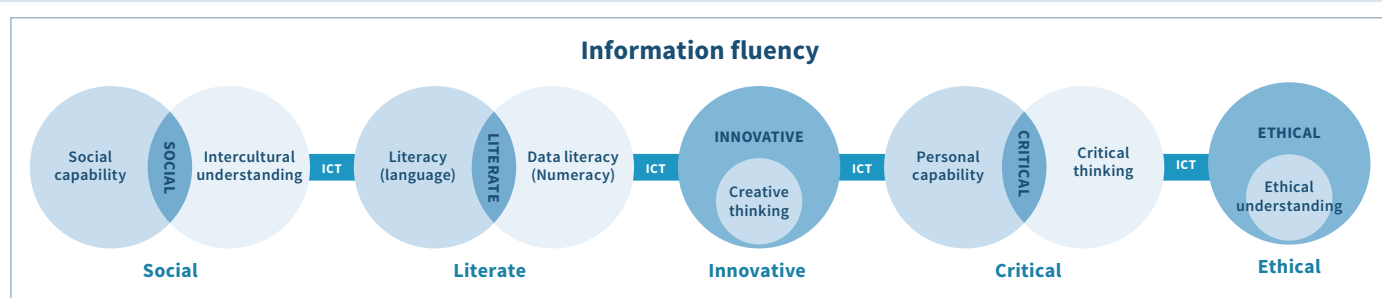 Information fluency
Social
capability
SOCIAL
Intercultural
understanding
ICT
Literacy
(language)
LITERATE
Data literacy
(Numeracy)
ICT
INNOVATIVE
Creative
thinking
ICT
Personal
capability
CRITICAL
Critical
thinking
ICT
ETHICAL
Ethical
understanding
Social
Literate
Innovative
Critical
Ethical